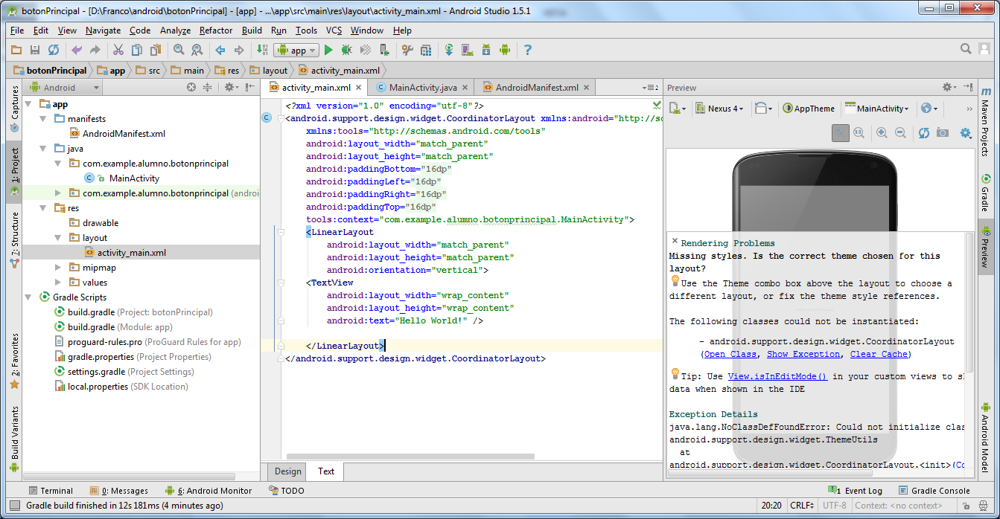 botonPrincipal - [D:\Franco\android\botonPrincipal] - [app] - ...\app\src\main\res\layout\activity_main.xml - Android Studio 1.5.1
File Edit View Navigate Code Analyze Refactor Build Run Tools VCS Window Help
app
botonPrincipal app src main res layout activity_main.xml
Captures
1: Project
7: Structure
2: Favorites
Build Variants
Android
app
manifests
AndroidManifest.xml
java
com.example.alumno.botonprincipal
MainActivity
com.example.alumno.botonprincipal (androi
res
drawable
layout
activity_main.xml
mipmap
values
Gradle Scripts
build.gradle (Project: botonPrincipal)
build.gradle (Module: app)
proguard-rules.pro (ProGuard Rules for app)
gradle.properties (Project Properties)
settings.gradle (Project Settings)
local.properties (SDK Location)
activity_main.xml MainActivity.java AndroidManifest.xml 2
<?xml version="1.0" encoding="utf-8"?>
<android.support.design.widget.CoordinatorLayout xmlns:android="http://sc
xmlns:tools="http://schemas.android.com/tools"
android:layout_width="match_parent"
android:layout_height="match_parent"
android:paddingBottom="16dp"
android:paddingLeft="16dp"
android:paddingRight="16dp"
android:paddingTop="16dp"
tools:context="com.example.alumno.botonprincipal.MainActivity">
<LinearLayout
android:layout_width="match_parent"
android:layout_height="match_parent"
android:orientation="vertical">
<TextView
android:layout_width="wrap_content"
android:layout_height="wrap_content"
android:text="Hello World!" />
</LinearLayout>
</android.support.design.widget.CoordinatorLayout>
Design Text
Preview
Nexus 4 AppTheme MainActivity
1:1
Rendering Problems
Missing styles. Is the correct theme chosen for this
layout?
Use the Theme combo box above the layout to choose a
different layout, or fix the theme style references.
The following classes could not be instantiated:
- android.support.design.widget.CoordinatorLayout
(Open Class, Show Exception, Clear Cache)
Tip: Use View.isInEditMode() in your custom views to s
data when shown in the IDE
Exception Details
java.lang.NoClassDefFoundError: Could not initialize clas
android.support.design.widget.ThemeUtils
at
android.support.design.widget.CoordinatorLayout.<init>(Co
Maven Projects
Gradle
Preview
Android Model
Terminal 0: Messages 6: Android Monitor TODO 1 Event Log Gradle Console
Gradle build finished in 12s 181ms (4 minutes ago) 20:20 CRLF UTF-8 Context: <no context>